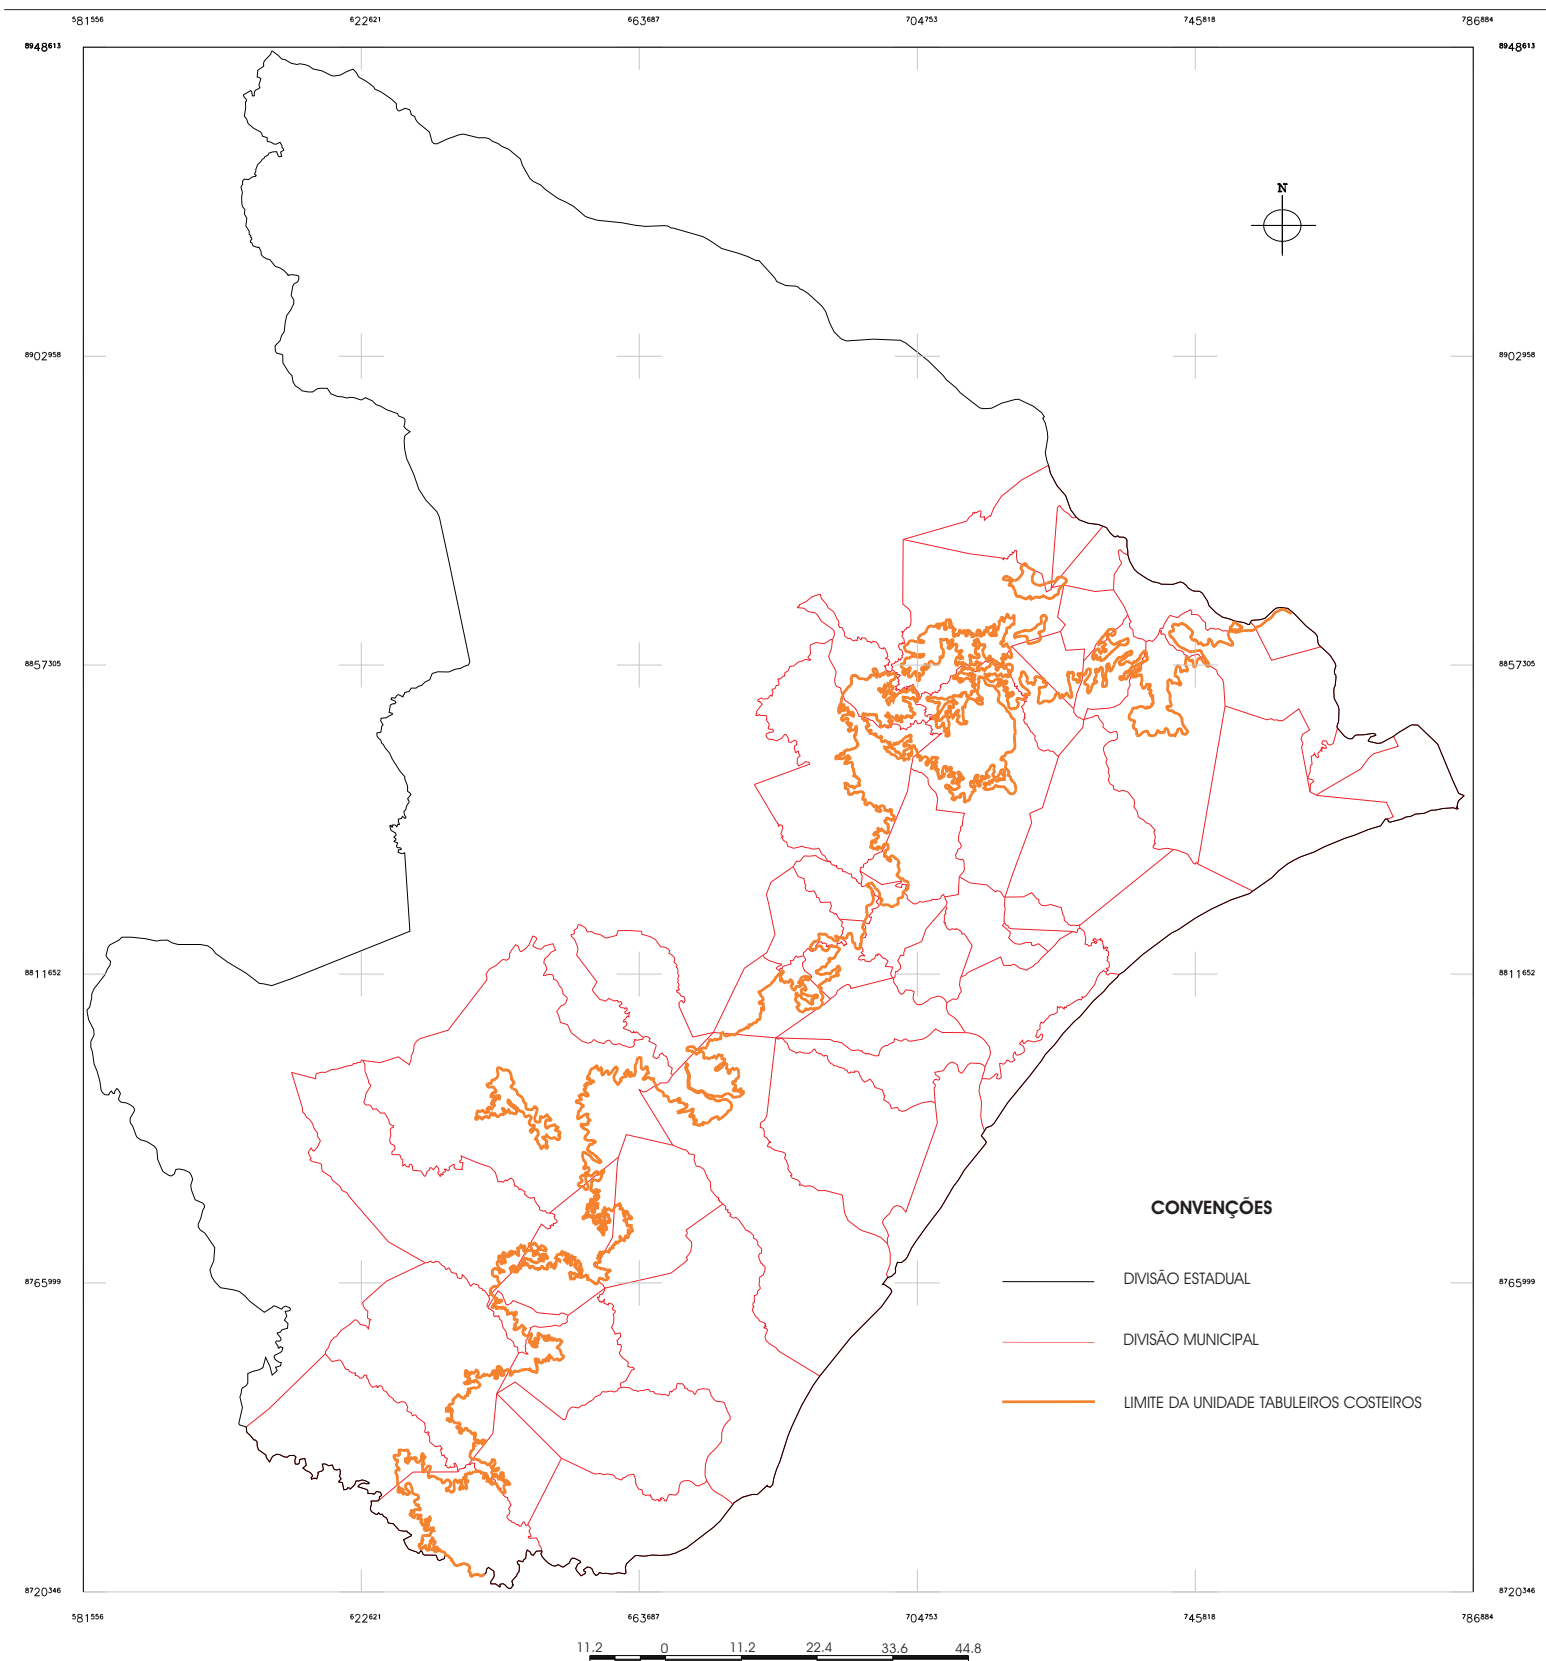 581556 622621 663687 704753 745818 786884
8948613 8948613
N
8902958 8902958
8857305 8857305
8811652 8811652
CONVENÇÕES
8765999 8765999
DIVISÃO ESTADUAL
DIVISÃO MUNICIPAL
LIMITE DA UNIDADE TABULEIROS COSTEIROS
8720346 8720346
581556 622621 663687 704753 745818 786884
11.2 0 11.2 22.4 33.6 44.8